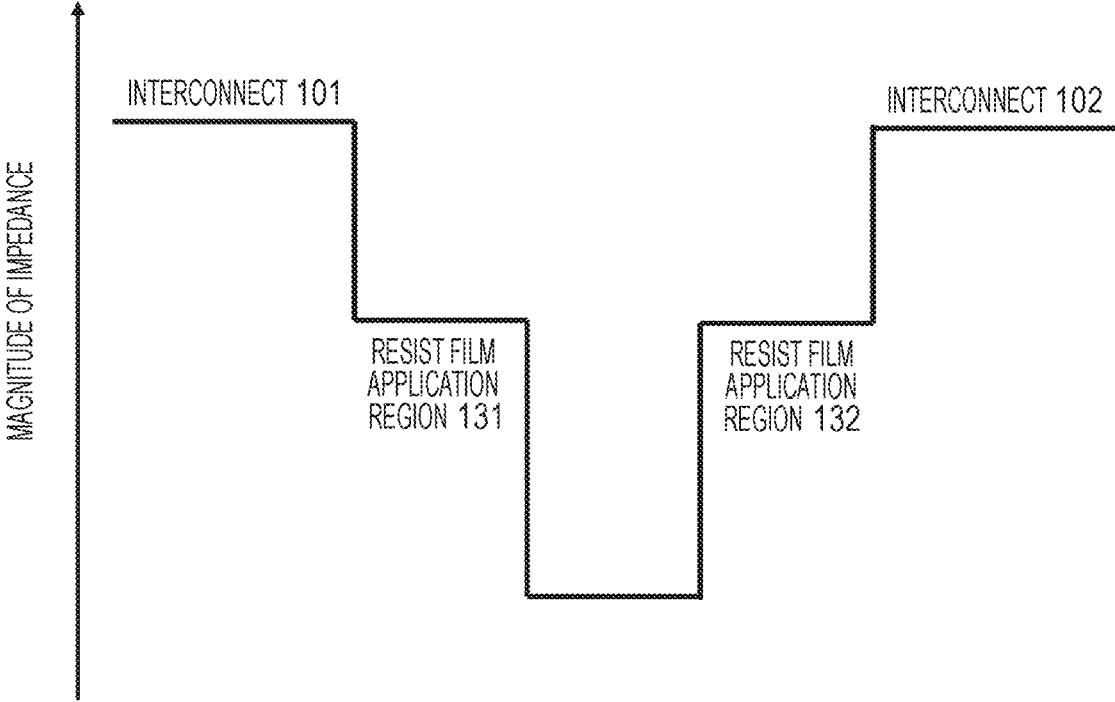 INTERCONNECT 101
INTERCONNECT 102
MAGNITUDE OF IMPEDANCE
RESIST FILM
APPLICATION
REGION 131
RESIST FILM
APPLICATION
REGION 132